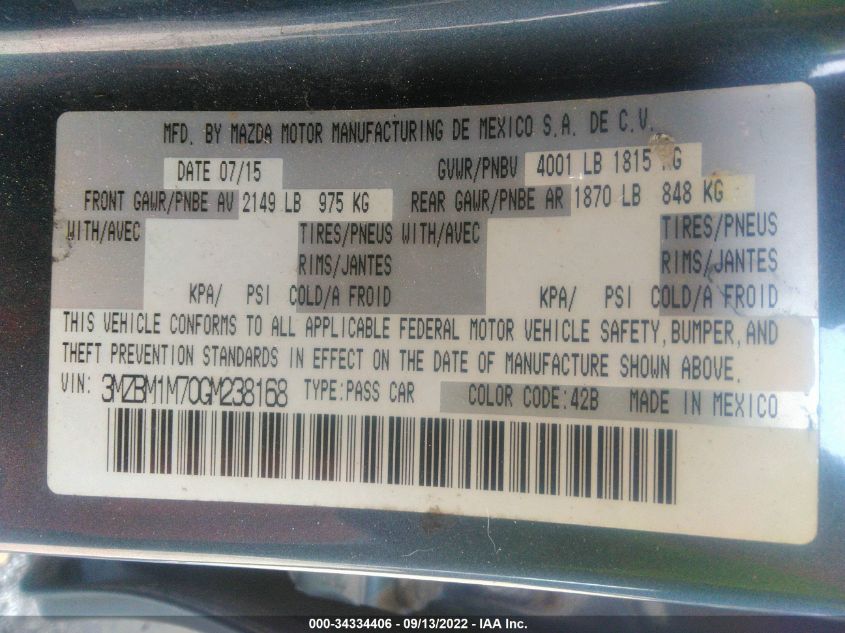 MFD. BY MAZDA MOTOR MANUFACTURING DE MEXICO S.A. DE C.V.
DATE 07/15 GVWR/PNBV 4001 LB 1815 KG
FRONT GAWR/PNBE AV 2149 LB 975 KG REAR GAWR/PNBE AR 1870 LB 848 KG
WITH/AVEC TIRES/PNEUS WITH/AVEC TIRES/PNEUS
RIMS/JANTES RIMS/JANTES
KPA/ PSI COLD/A FROID KPA/ PSI COLD/A FROID
THIS VEHICLE CONFORMS TO ALL APPLICABLE FEDERAL MOTOR VEHICLE SAFETY, BUMPER, AND
THEFT PREVENTION STANDARDS IN EFFECT ON THE DATE OF MANUFACTURE SHOWN ABOVE.
VIN: 3MZBM1M70GM238168 TYPE:PASS CAR COLOR CODE:42B MADE IN MEXICO
000-34334406 - 09/13/2022 - IAA Inc.